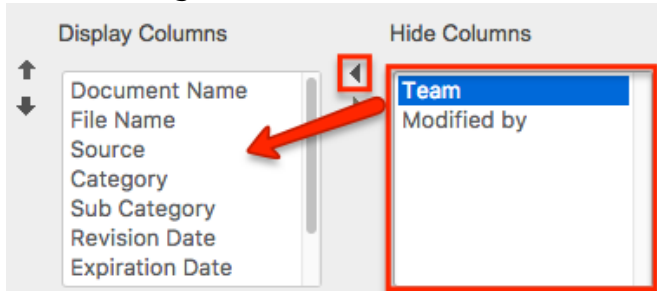 Display Columns
Hide Columns
Document Name
File Name
Source
Category
Sub Category
Revision Date
Expiration Date
Team
Modified by